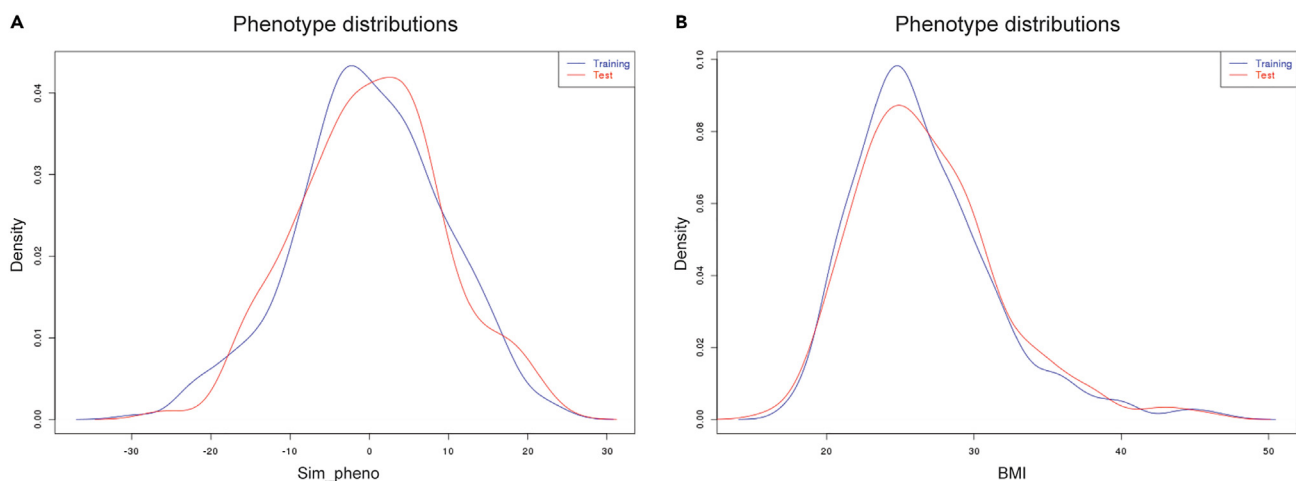 A
Phenotype distributions
Training
Test
Density
0.00
0.01
0.02
0.03
0.04
-30
-20
-10
0
10
20
30
Sim_pheno
B
Phenotype distributions
Training
Test
Density
0.00
0.02
0.04
0.06
0.08
0.10
20
30
40
50
BMI